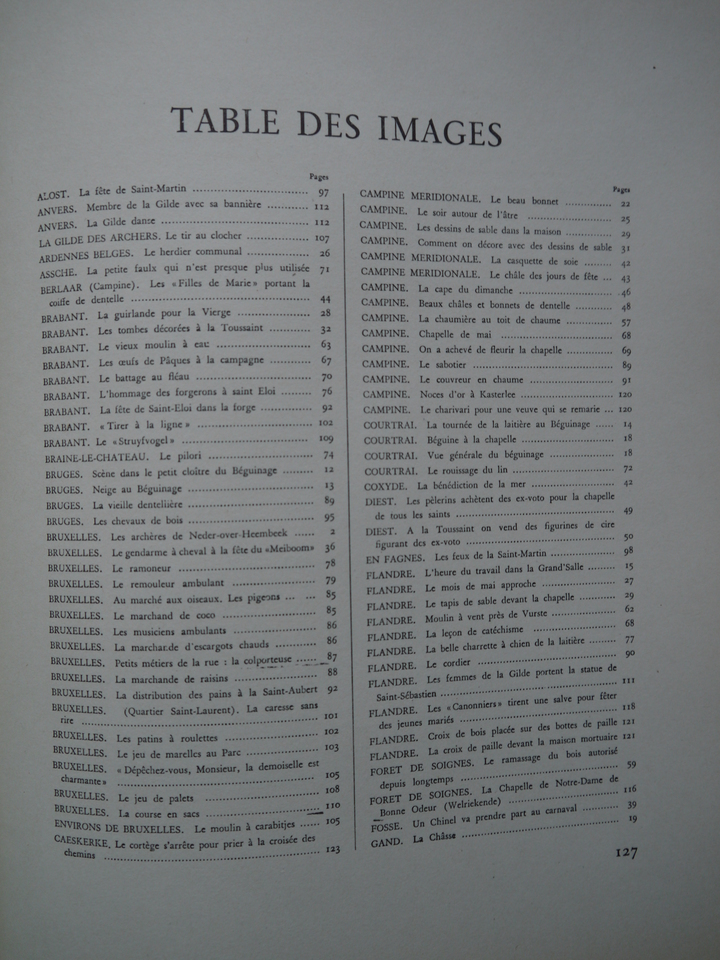 TABLE DES IMAGES
Pages
ALOST. La fête de Saint-Martin ........ 97
ANVERS. Membre de la Gilde avec sa bannière ........ 112
ANVERS. La Gilde danse ........ 112
LA GILDE DES ARCHERS. Le tir au clocher ........ 107
ARDENNES BELGES. Le herdier communal ........ 26
ASSCHE. La petite faulx qui n'est presque plus utilisée 71
BERLAAR (Campine). Les «Filles de Marie» portant la
coiffe de dentelle ........ 44
BRABANT. La guirlande pour la Vierge ........ 28
BRABANT. Les tombes décorées à la Toussaint ........ 32
BRABANT. Le vieux moulin à eau ........ 63
BRABANT. Les œufs de Pâques à la campagne ........ 67
BRABANT. Le battage au fléau ........ 70
BRABANT. L'hommage des forgerons à saint Eloi ........ 76
BRABANT. La fête de Saint-Eloi dans la forge ........ 92
BRABANT. «Tirer à la ligne» ........ 102
BRABANT. Le «Struyfvogel» ........ 109
BRAINE-LE-CHATEAU. Le pilori ........ 74
BRUGES. Scène dans le petit cloître du Béguinage ........ 12
BRUGES. Neige au Béguinage ........ 13
BRUGES. La vieille dentellière ........ 89
BRUGES. Les chevaux de bois ........ 95
BRUXELLES. Les archères de Neder-over-Heembeek ...... 2
BRUXELLES. Le gendarme à cheval à la fête du «Meiboom» 36
BRUXELLES. Le ramoneur ........ 78
BRUXELLES. Le remouleur ambulant ........ 79
BRUXELLES. Au marché aux oiseaux. Les pigeons ... ... 85
BRUXELLES. Le marchand de coco ........ 85
BRUXELLES. Les musiciens ambulants ........ 86
BRUXELLES. La marchande d'escargots chauds ........ 86
BRUXELLES. Petits métiers de la rue : la colporteuse ...... 87
BRUXELLES. La marchande de raisins ........ 88
BRUXELLES. La distribution des pains à la Saint-Aubert 92
BRUXELLES. (Quartier Saint-Laurent). La caresse sans
rire ........ 101
BRUXELLES. Les patins à roulettes ........ 102
BRUXELLES. Le jeu de marelles au Parc ........ 103
BRUXELLES. «Dépêchez-vous, Monsieur, la demoiselle est
charmante» ........ 105
BRUXELLES. Le jeu de palets ........ 108
BRUXELLES. La course en sacs ........ 110
ENVIRONS DE BRUXELLES. Le moulin à carabitjes ...... 105
CAESKERKE. Le cortège s'arrête pour prier à la croisée des
chemins ........ 123
Pages
CAMPINE MERIDIONALE. Le beau bonnet ........ 22
CAMPINE. Le soir autour de l'âtre ........ 25
CAMPINE. Les dessins de sable dans la maison ........ 29
CAMPINE. Comment on décore avec des dessins de sable 31
CAMPINE MERIDIONALE. La casquette de soie ........ 42
CAMPINE MERIDIONALE. Le châle des jours de fête ... 43
CAMPINE. La cape du dimanche ........ 46
CAMPINE. Beaux châles et bonnets de dentelle ........ 48
CAMPINE. La chaumière au toit de chaume ........ 57
CAMPINE. Chapelle de mai ........ 68
CAMPINE. On a achevé de fleurir la chapelle ........ 69
CAMPINE. Le sabotier ........ 89
CAMPINE. Le couvreur en chaume ........ 91
CAMPINE. Noces d'or à Kasterlee ........ 120
CAMPINE. Le charivari pour une veuve qui se remarie ... 120
COURTRAI. La tournée de la laitière au Béguinage ...... 14
COURTRAI. Béguine à la chapelle ........ 18
COURTRAI. Vue générale du béguinage ........ 18
COURTRAI. Le rouissage du lin ........ 72
COXYDE. La bénédiction de la mer ........ 42
DIEST. Les pèlerins achètent des ex-voto pour la chapelle
de tous les saints ........ 49
DIEST. A la Toussaint on vend des figurines de cire
figurant des ex-voto ........ 50
EN FAGNES. Les feux de la Saint-Martin ........ 98
FLANDRE. L'heure du travail dans la Grand'Salle ........ 15
FLANDRE. Le mois de mai approche ........ 27
FLANDRE. Le tapis de sable devant la chapelle ........ 29
FLANDRE. Moulin à vent près de Vurste ........ 62
FLANDRE. La leçon de catéchisme ........ 68
FLANDRE. La belle charrette à chien de la laitière ........ 77
FLANDRE. Le cordier ........ 90
FLANDRE. Les femmes de la Gilde portent la statue de
Saint-Sébastien ........ 111
FLANDRE. Les «Canonniers» tirent une salve pour fêter
des jeunes mariés ........ 118
FLANDRE. Croix de bois placée sur des bottes de paille 121
FLANDRE. La croix de paille devant la maison mortuaire 121
FORET DE SOIGNES. Le ramassage du bois autorisé
depuis longtemps ........ 59
FORET DE SOIGNES. La Chapelle de Notre-Dame de
Bonne Odeur (Welriekende) ........ 116
FOSSE. Un Chinel va prendre part au carnaval ........ 39
GAND. La Châsse ........ 19
127